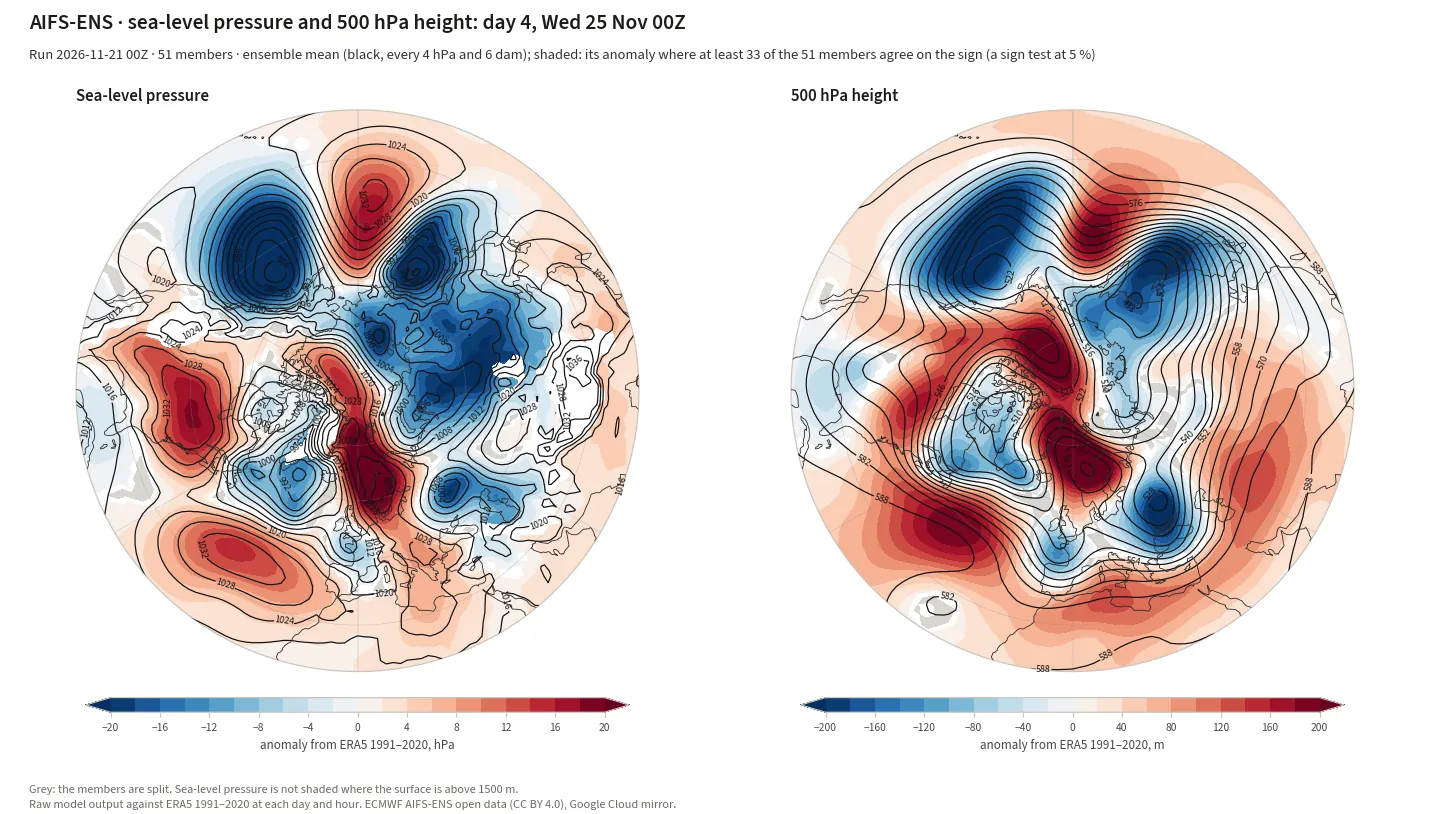 AIFS-ENS · sea-level pressure and 500 hPa height: day 4, Wed 25 Nov 00Z
Run 2026-11-21 00Z · 51 members · ensemble mean (black, every 4 hPa and 6 dam); shaded: its anomaly where at least 33 of the 51 members agree on the sign (a sign test at 5 %)
Sea-level pressure
500 hPa height
−20 −16 −12 −8 −4 0 4 8 12 16 20
anomaly from ERA5 1991–2020, hPa
−200 −160 −120 −80 −40 0 40 80 120 160 200
anomaly from ERA5 1991–2020, m
Grey: the members are split. Sea-level pressure is not shaded where the surface is above 1500 m.
Raw model output against ERA5 1991–2020 at each day and hour. ECMWF AIFS-ENS open data (CC BY 4.0), Google Cloud mirror.